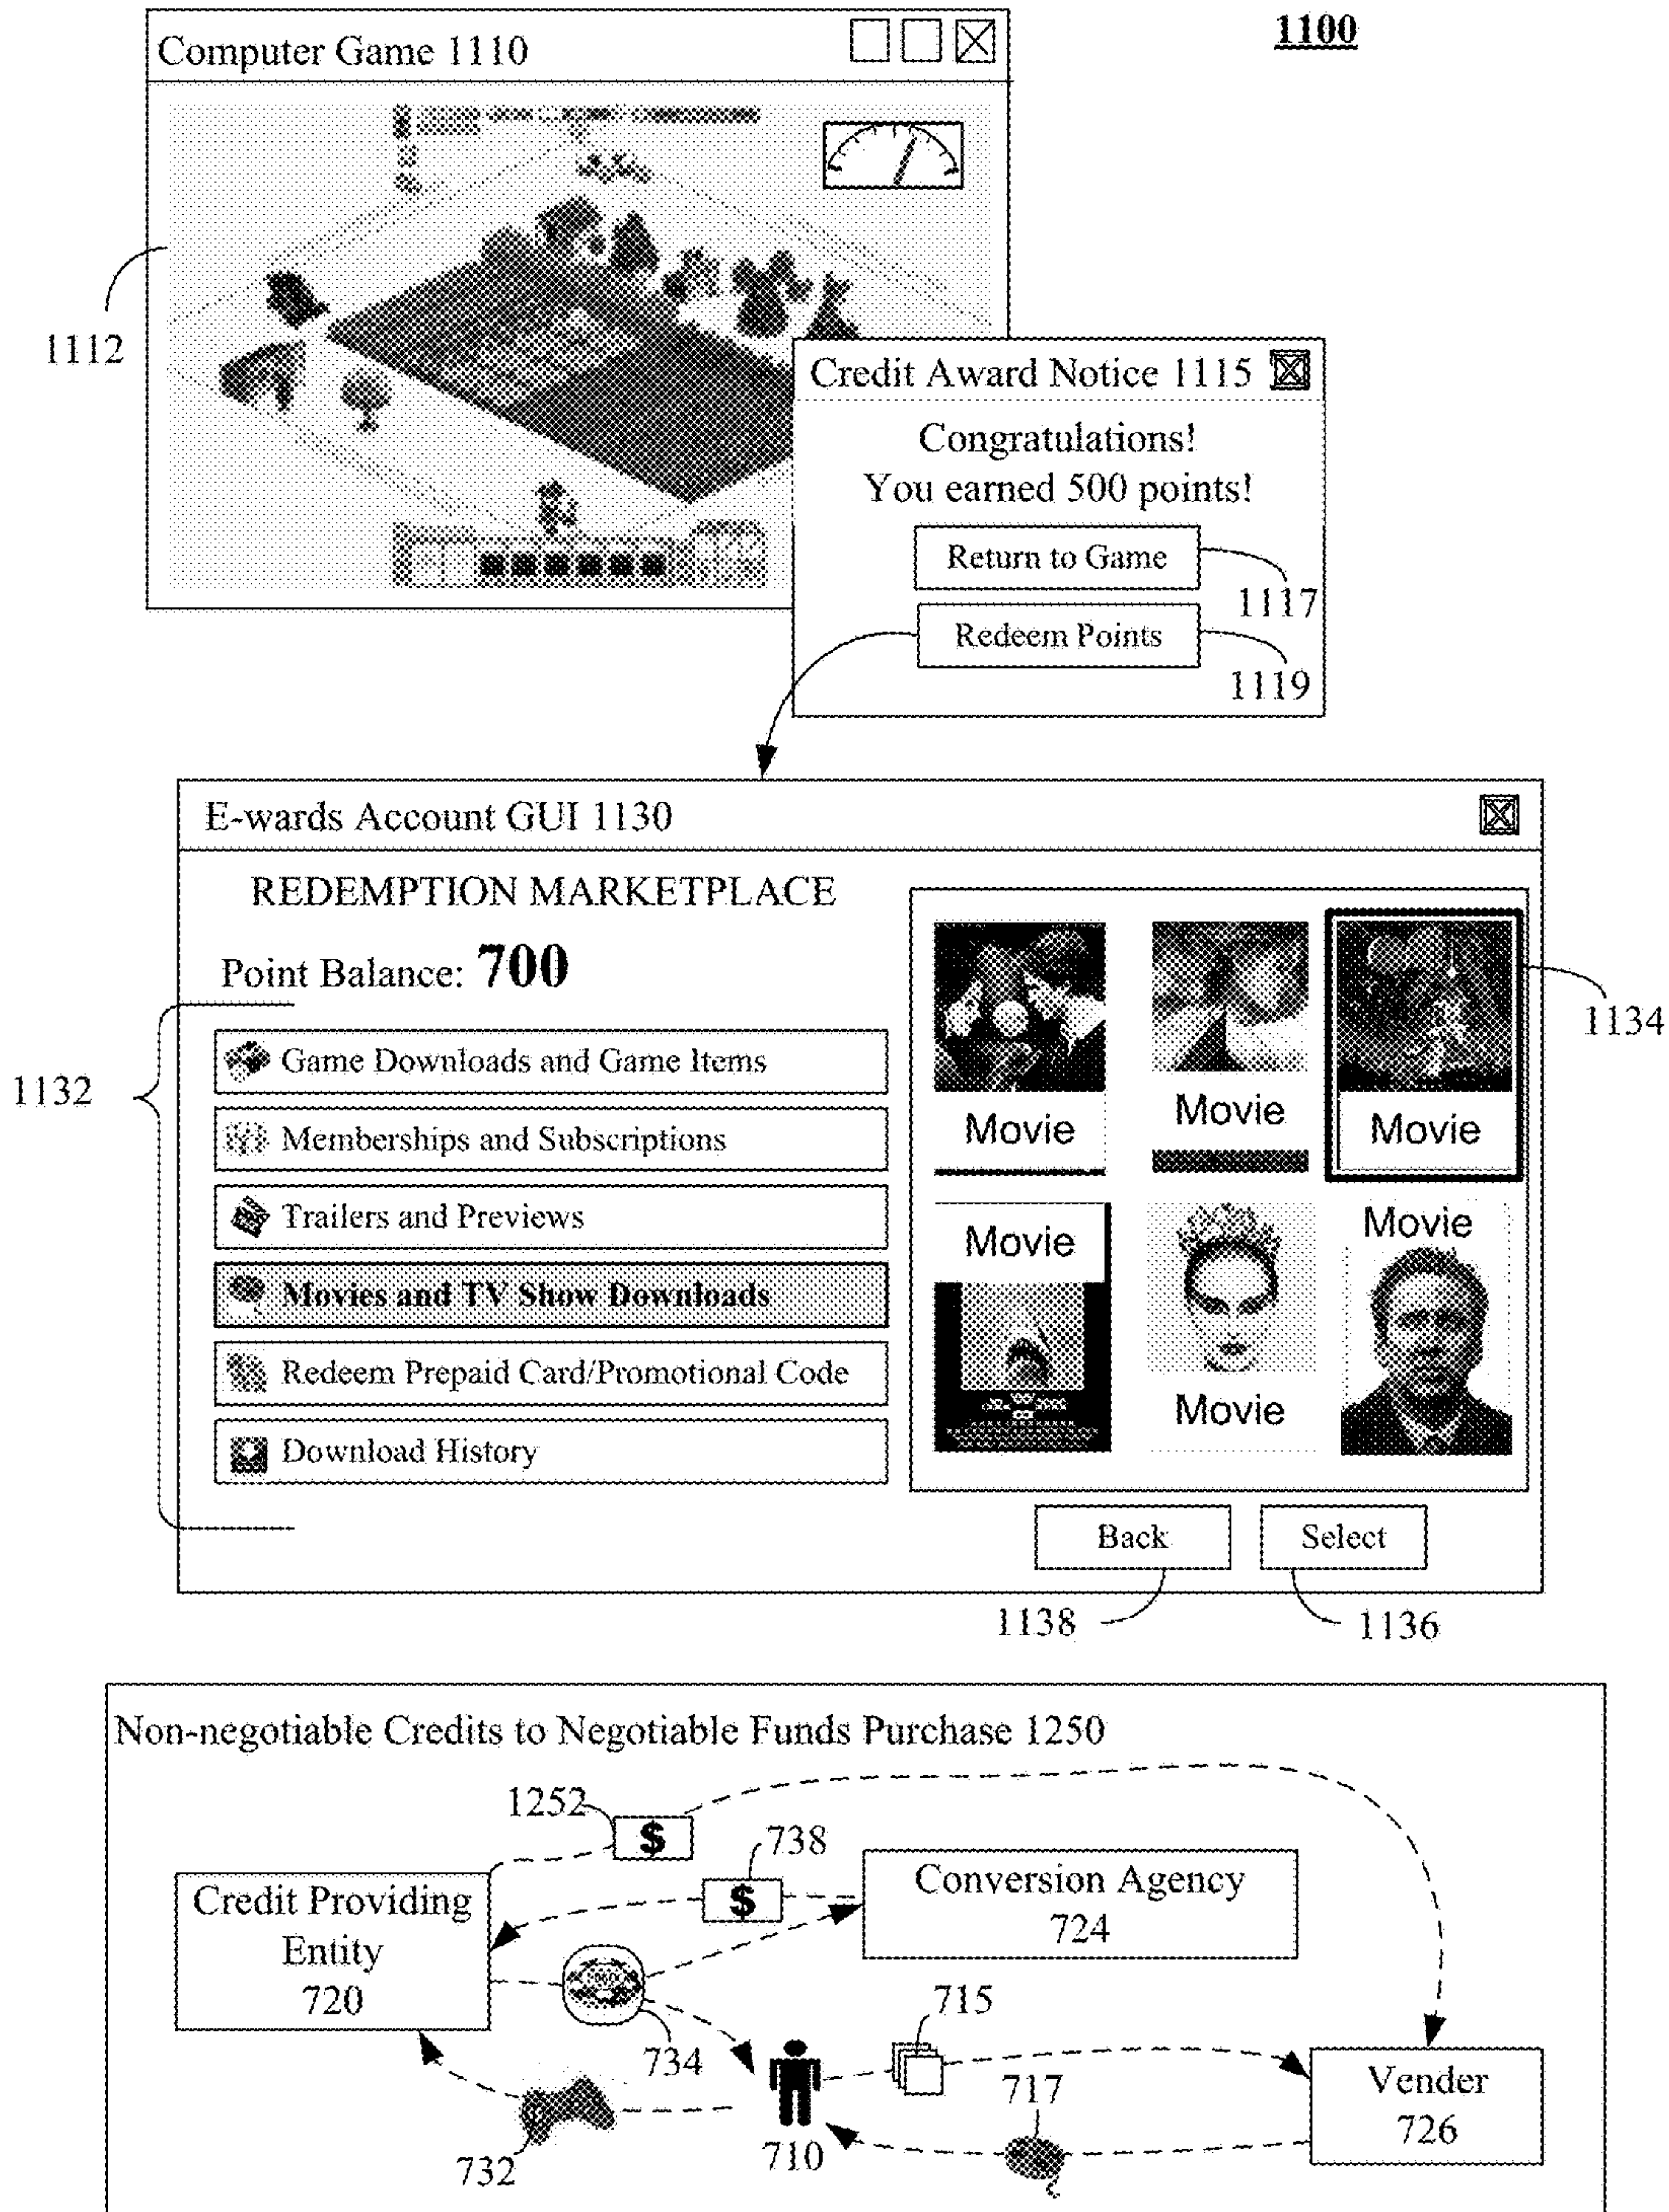 1100
Computer Game 1110
1112
Credit Award Notice 1115
Congratulations!
You earned 500 points!
Return to Game
1117
Redeem Points
1119
E-wards Account GUI 1130
REDEMPTION MARKETPLACE
Point Balance: 700
1132
Game Downloads and Game Items
Memberships and Subscriptions
Trailers and Previews
Movies and TV Show Downloads
Redeem Prepaid Card/Promotional Code
Download History
Movie
Movie
Movie
1134
Movie
Movie
Movie
Back
Select
1138
1136
Non-negotiable Credits to Negotiable Funds Purchase 1250
1252
$
738
$
Credit Providing
Entity
720
Conversion Agency
724
734
715
717
Vender
726
732
710